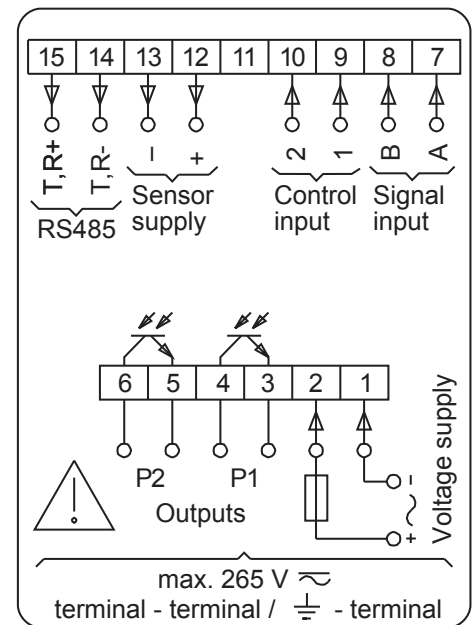 15 14 13 12 11 10 9 8 7
T,R+ T,R- - + 2 1 B A
RS485
Sensor
supply
Control
input
Signal
input
6 5 4 3 2 1
P2 P1
Outputs
-
+
Voltage supply
max. 265 V
terminal - terminal / - terminal